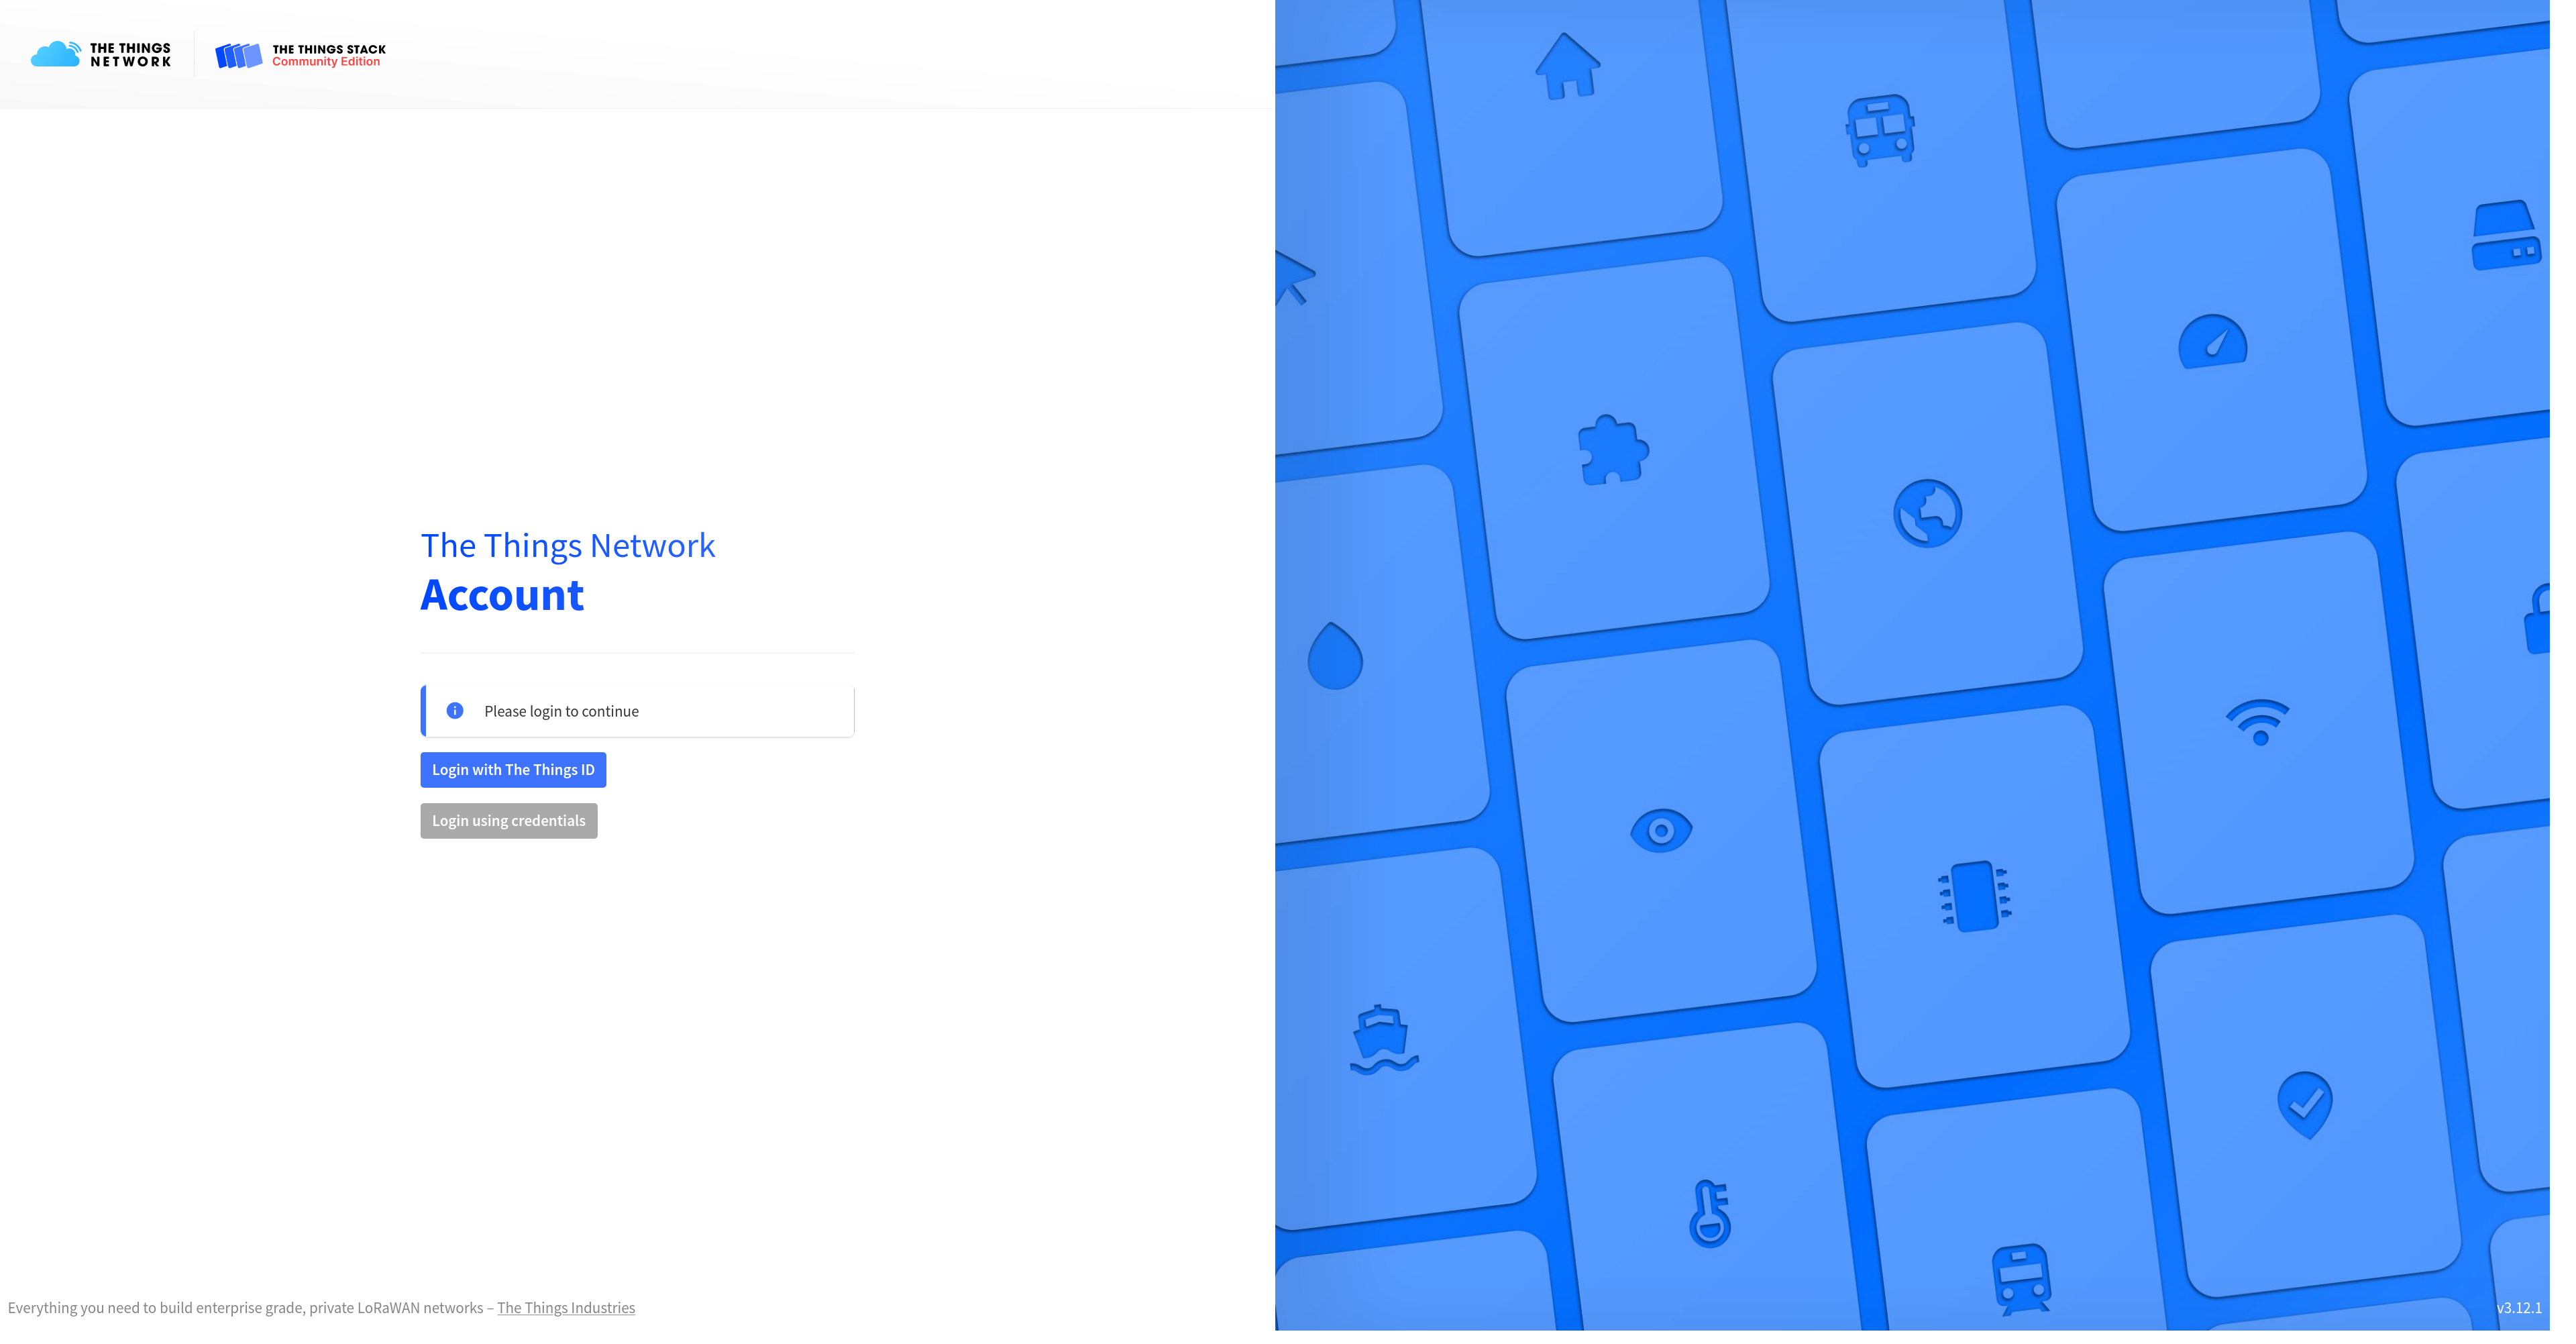 THE THINGS
NETWORK
THE THINGS STACK
Community Edition
The Things Network
Account
Please login to continue
Login with The Things ID
Login using credentials
Everything you need to build enterprise grade, private LoRaWAN networks – The Things Industries
v3.12.1